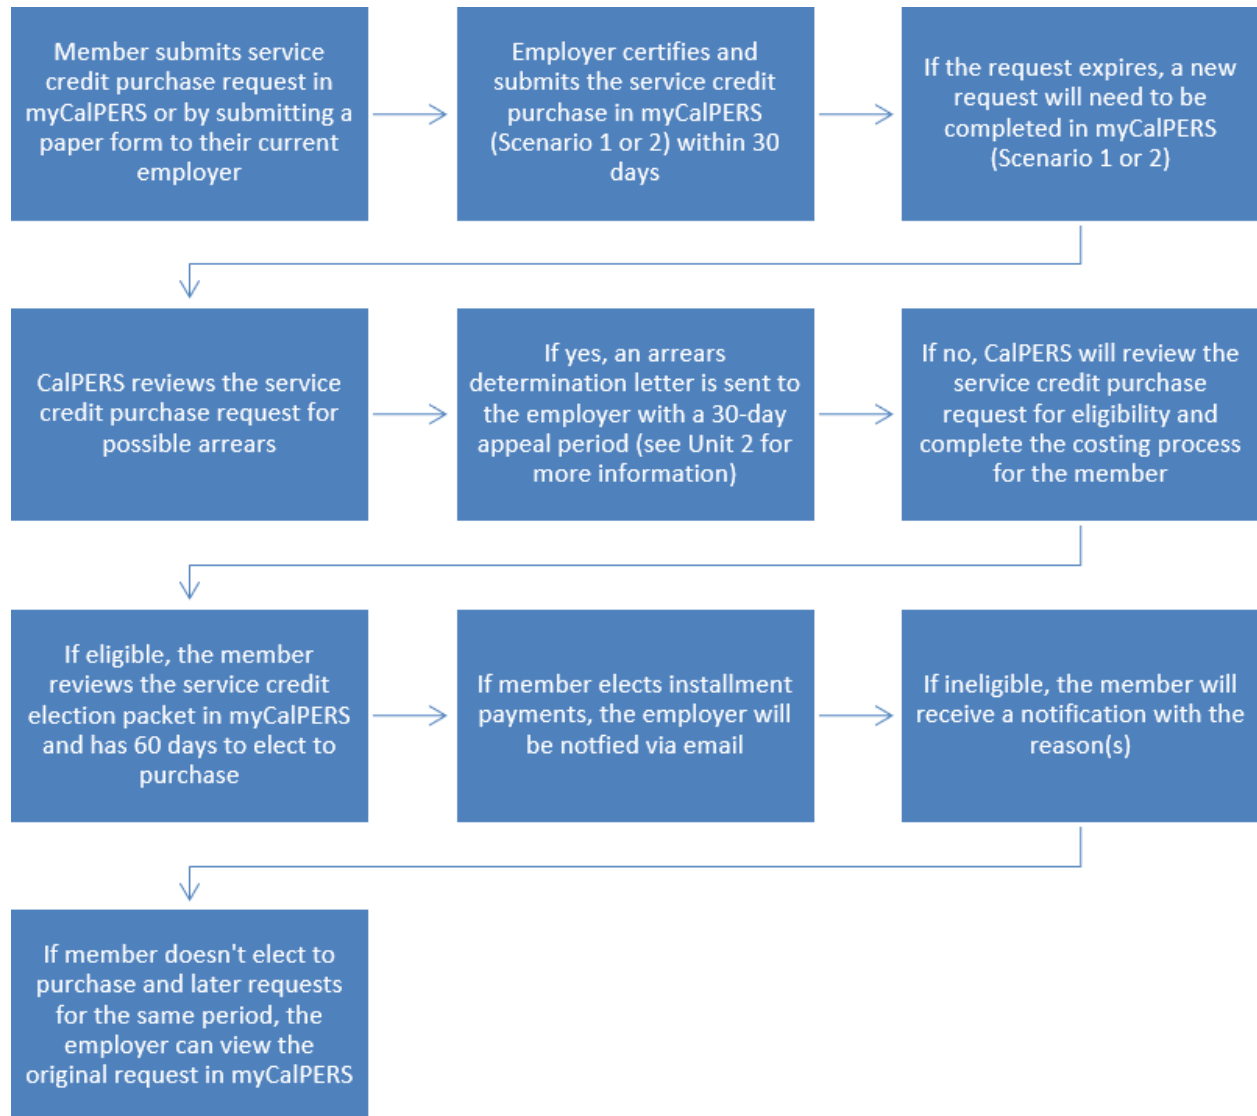 Member submits service
credit purchase request in
myCalPERS or by submitting a
paper form to their current
employer
Employer certifies and
submits the service credit
purchase in myCalPERS
(Scenario 1 or 2) within 30
days
If the request expires, a new
request will need to be
completed in myCalPERS
(Scenario 1 or 2)
CalPERS reviews the service
credit purchase request for
possible arrears
If yes, an arrears
determination letter is sent to
the employer with a 30-day
appeal period (see Unit 2 for
more information)
If no, CalPERS will review the
service credit purchase
request for eligibility and
complete the costing process
for the member
If eligible, the member
reviews the service credit
election packet in myCalPERS
and has 60 days to elect to
purchase
If member elects installment
payments, the employer will
be notfied via email
If ineligible, the member will
receive a notification with the
reason(s)
If member doesn't elect to
purchase and later requests
for the same period, the
employer can view the
original request in myCalPERS